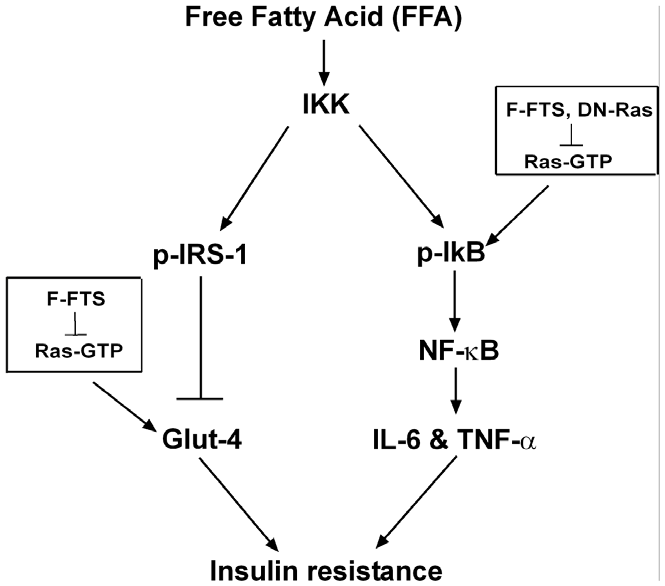 Free Fatty Acid (FFA)
IKK
F-FTS, DN-Ras
Ras-GTP
p-IRS-1
p-IkB
F-FTS
Ras-GTP
NF-κB
Glut-4
IL-6 & TNF-α
Insulin resistance